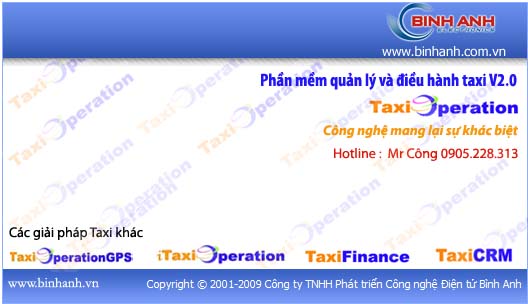 BINH ANH
ELECTRONICS
www.binhanh.com.vn
Phần mềm quản lý và điều hành taxi V2.0
TaxiOperation
Công nghệ mang lại sự khác biệt
Hotline : Mr Công 0905.228.313
Các giải pháp Taxi khác
TaxiOperationGPS
iTaxiOperation
TaxiFinance
TaxiCRM
www.binhanh.vn
Copyright © 2001-2009 Công ty TNHH Phát triển Công nghệ Điện tử Bình Anh